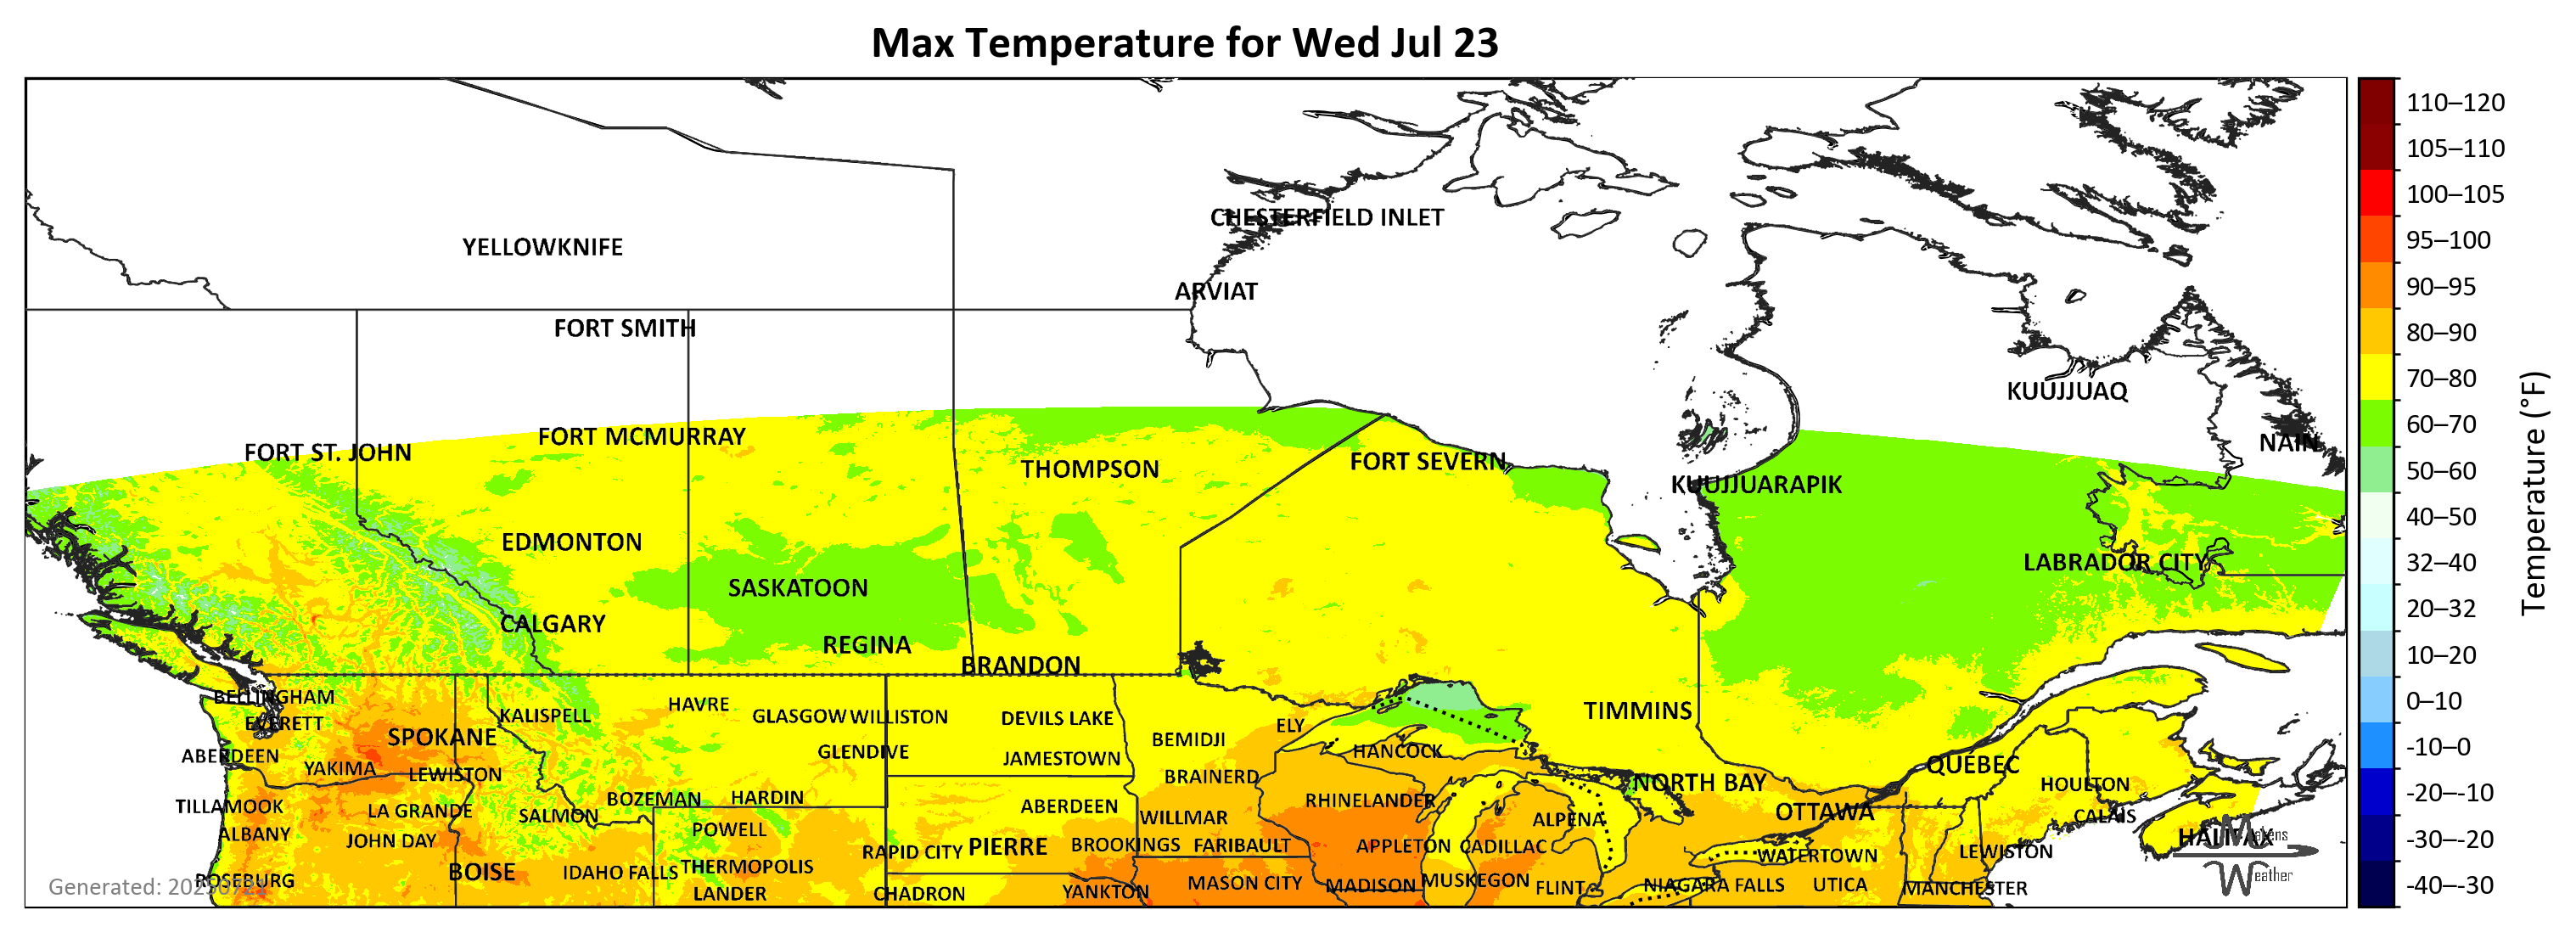 Max Temperature for Wed Jul 23
110–120
105–110
CHESTERFIELD INLET
100–105
YELLOWKNIFE
95–100
ARVIAT
90–95
FORT SMITH
80–90
KUUJJUAQ
70–80
FORT MCMURRAY
FORT ST. JOHN
NAIN
60–70
THOMPSON
FORT SEVERN
KUUJJUARAPIK
50–60
EDMONTON
40–50
LABRADOR CITY
32–40
SASKATOON
CALGARY
20–32
REGINA
BRANDON
10–20
Temperature (°F)
BELLINGHAM
HAVRE
0–10
EVERETT
KALISPELL
GLASGOW
WILLISTON
DEVILS LAKE
ELY
TIMMINS
SPOKANE
BEMIDJI
-10–0
ABERDEEN
GLENDIVE
JAMESTOWN
HANCOCK
YAKIMA
LEWISTON
BRAINERD
QUÉBEC
NORTH BAY
HOULTON
-20–-10
TILLAMOOK
LA GRANDE
SALMON
BOZEMAN
HARDIN
ABERDEEN
WILLMAR
RHINELANDER
ALPENA
OTTAWA
CALAIS
ALBANY
JOHN DAY
POWELL
-30–-20
HALIFAX
Makens
Weather
RAPID CITY
PIERRE
BROOKINGS
FARIBAULT
APPLETON
CADILLAC
WATERTOWN
LEWISTON
BOISE
IDAHO FALLS
THERMOPOLIS
ROSEBURG
MASON CITY
MADISON
MUSKEGON
FLINT
NIAGARA FALLS
UTICA
MANCHESTER
-40–-30
LANDER
CHADRON
YANKTON
Generated: 20250721